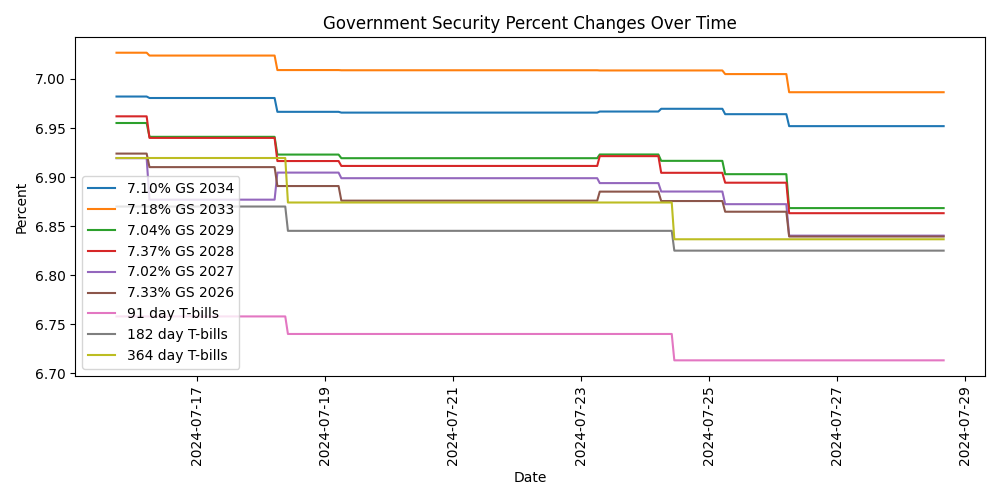 Government Security Percent Changes Over Time
Percent
7.00
6.95
6.90
6.85
6.80
6.75
6.70
7.10% GS 2034
7.18% GS 2033
7.04% GS 2029
7.37% GS 2028
7.02% GS 2027
7.33% GS 2026
91 day T-bills
182 day T-bills
364 day T-bills
2024-07-17
2024-07-19
2024-07-21
2024-07-23
2024-07-25
2024-07-27
2024-07-29
Date